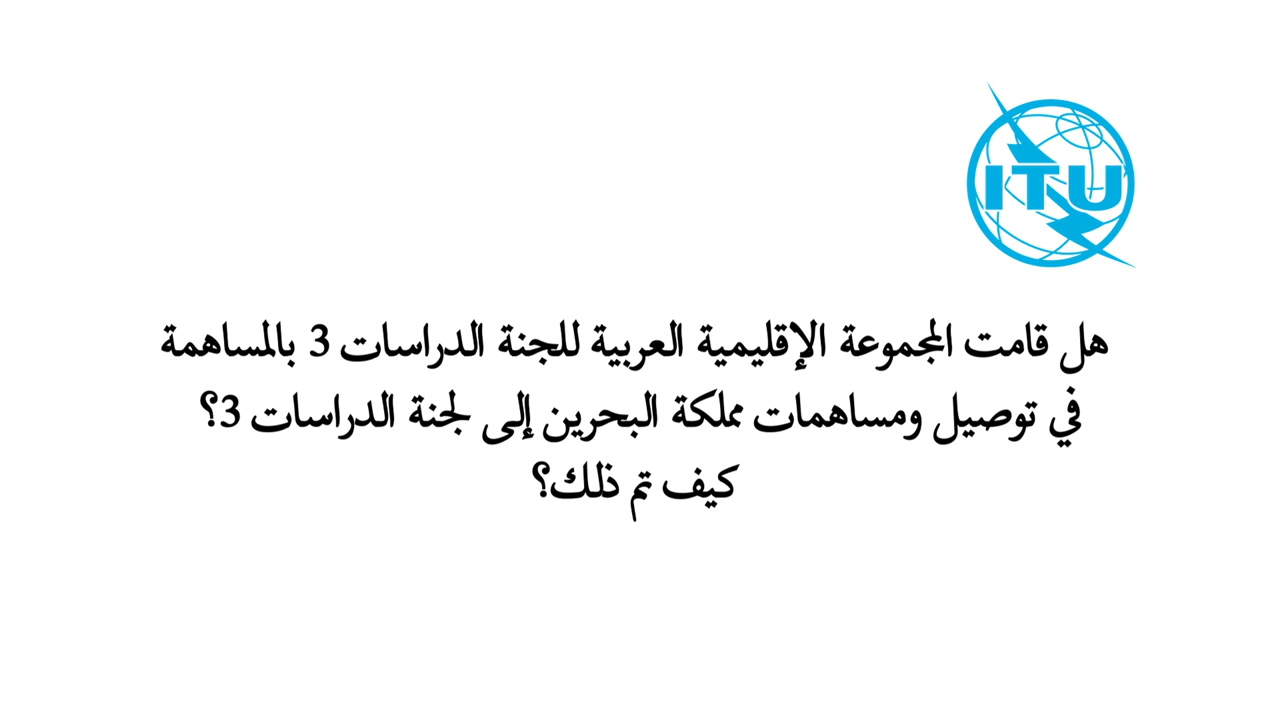 ITU
هل قامت المجموعة الإقليمية العربية للجنة الدراسات 3 بالمساهمة
في توصيل ومساهمات مملكة البحرين إلى لجنة الدراسات 3؟
كيف تم ذلك؟